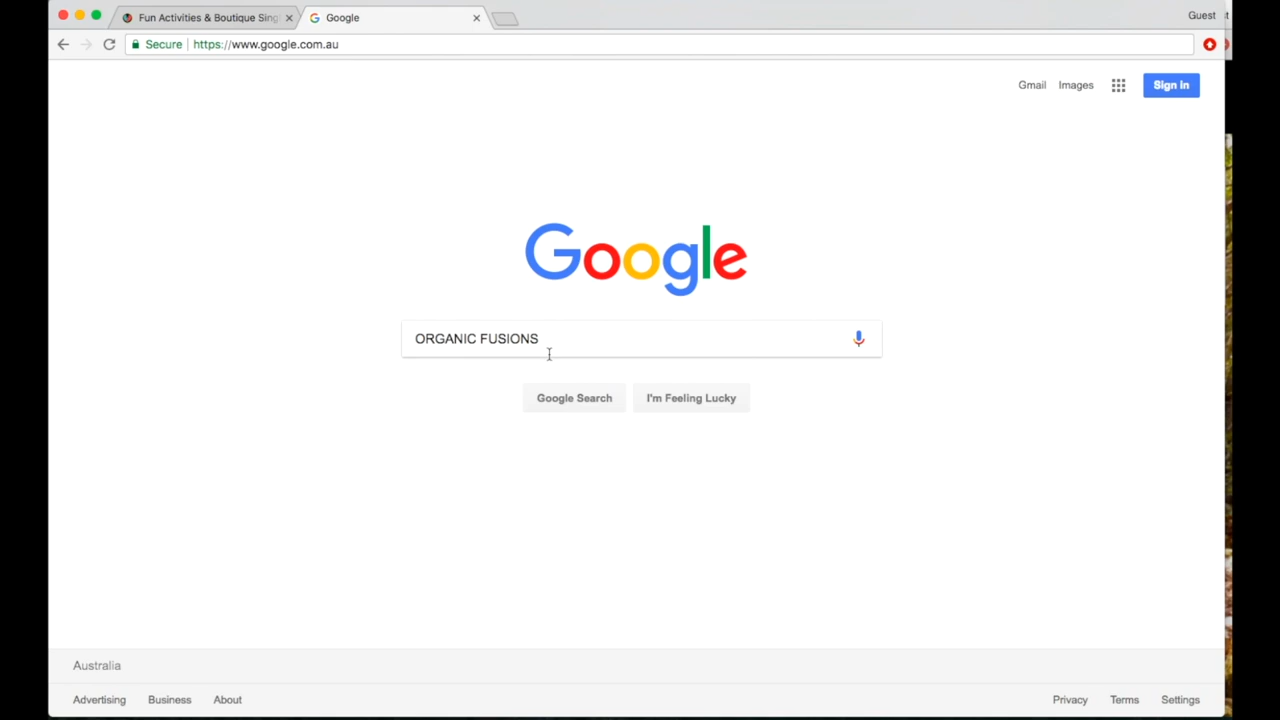 Fun Activities & Boutique Sing
Google
Guest
Secure
https://www.google.com.au
Gmail
Images
Sign in
Google
ORGANIC FUSIONS
Google Search
I'm Feeling Lucky
Australia
Advertising
Business
About
Privacy
Terms
Settings